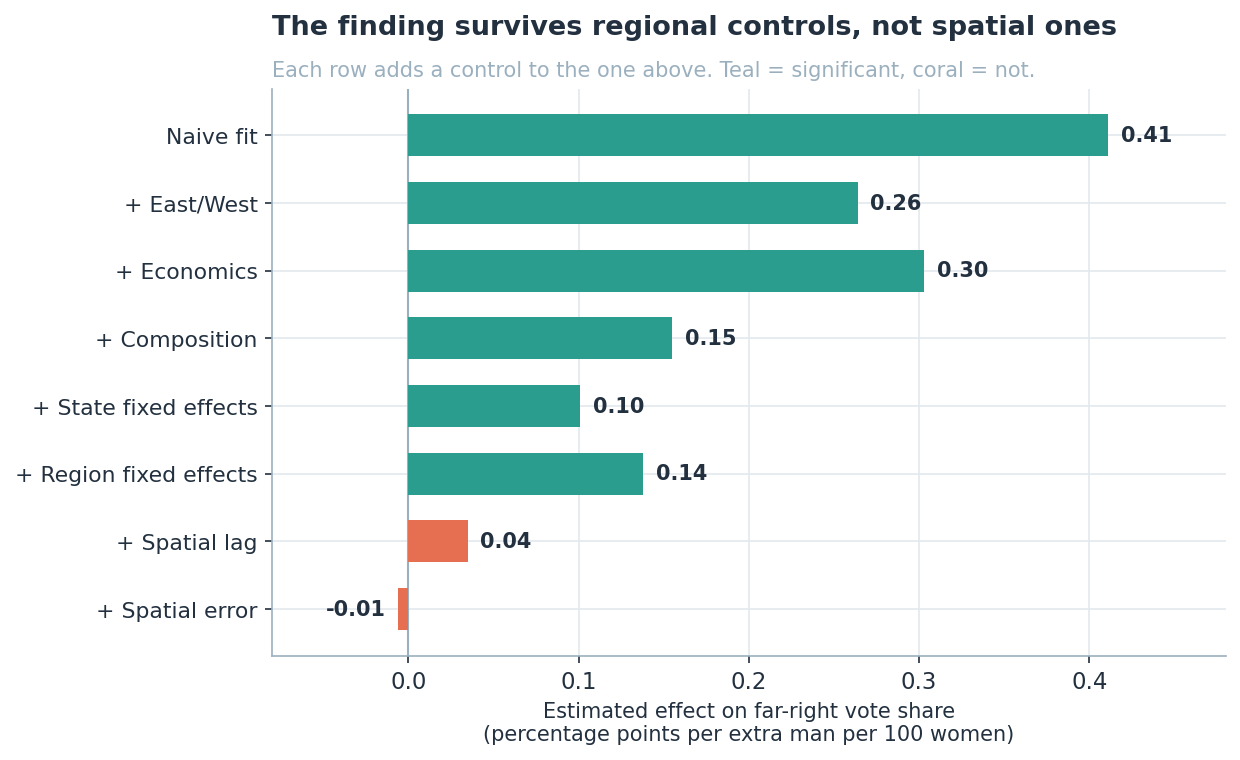 The finding survives regional controls, not spatial ones
Each row adds a control to the one above. Teal = significant, coral = not.
Naive fit
0.41
+ East/West
0.26
+ Economics
0.30
+ Composition
0.15
+ State fixed effects
0.10
+ Region fixed effects
0.14
+ Spatial lag
0.04
+ Spatial error
-0.01
0.0 0.1 0.2 0.3 0.4
Estimated effect on far-right vote share
(percentage points per extra man per 100 women)